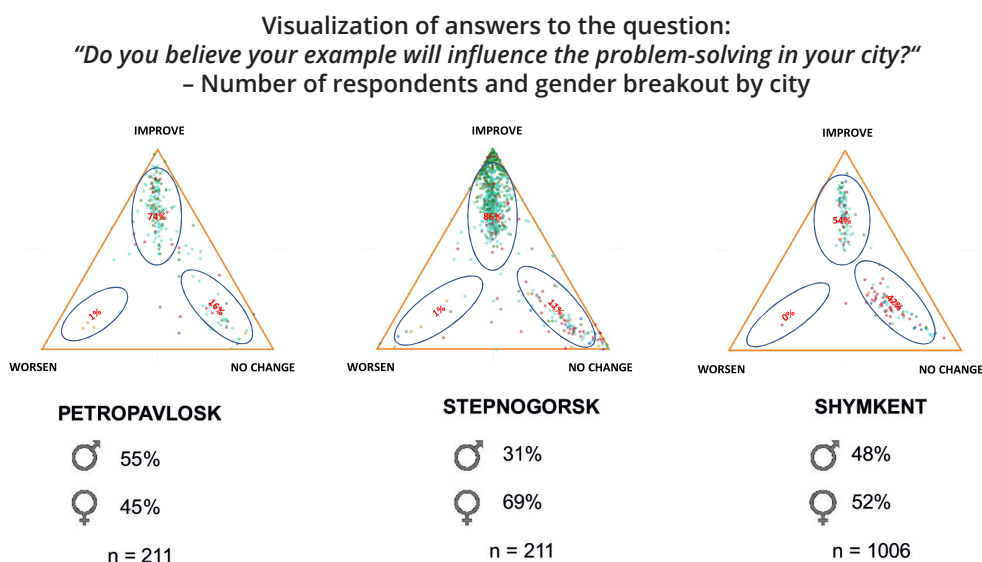 Visualization of answers to the question:
“Do you believe your example will influence the problem-solving in your city?“
– Number of respondents and gender breakout by city
IMPROVE
74%
1%
16%
WORSEN
NO CHANGE
IMPROVE
86%
1%
11%
WORSEN
NO CHANGE
IMPROVE
54%
0%
42%
WORSEN
NO CHANGE
PETROPAVLOSK
55%
45%
n = 211
STEPNOGORSK
31%
69%
n = 211
SHYMKENT
48%
52%
n = 1006